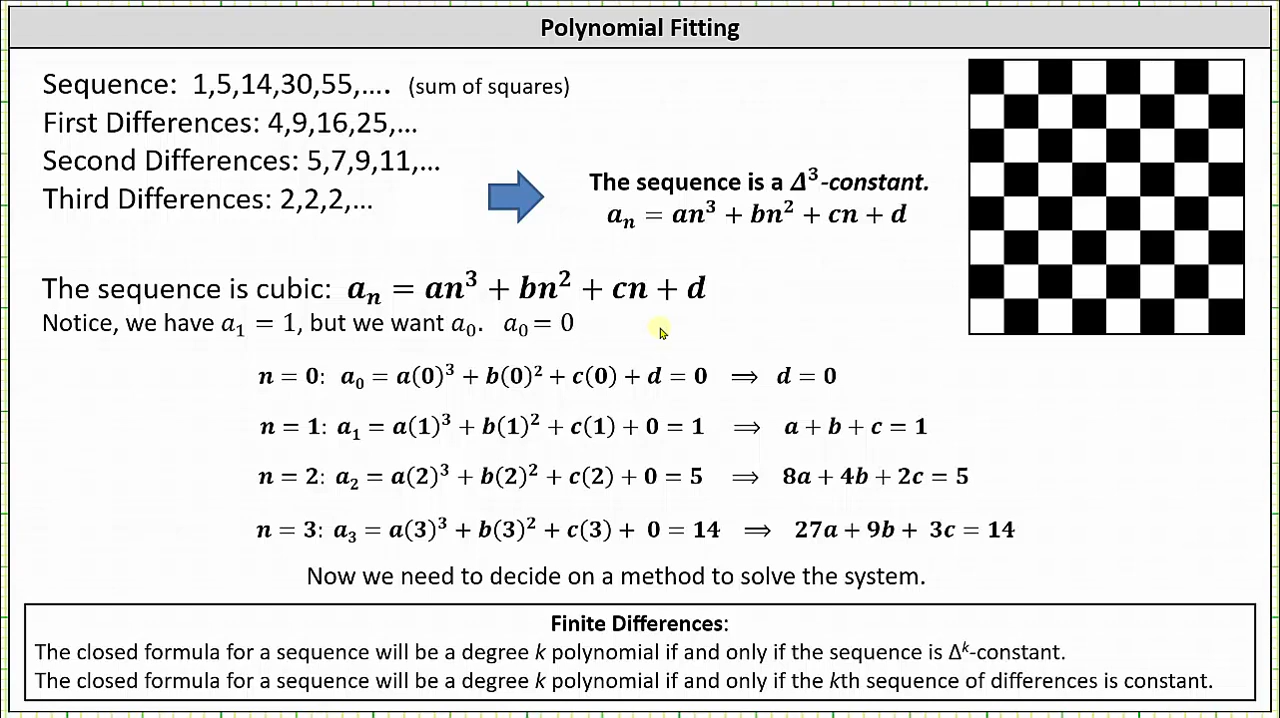 Polynomial Fitting
Sequence: 1,5,14,30,55,…. (sum of squares)
First Differences: 4,9,16,25,…
Second Differences: 5,7,9,11,…
Third Differences: 2,2,2,…
The sequence is a Δ³-constant.
aₙ = an³ + bn² + cn + d
The sequence is cubic: aₙ = an³ + bn² + cn + d
Notice, we have a₁ = 1, but we want a₀. a₀ = 0
n = 0: a₀ = a(0)³ + b(0)² + c(0) + d = 0 ⟹ d = 0
n = 1: a₁ = a(1)³ + b(1)² + c(1) + 0 = 1 ⟹ a + b + c = 1
n = 2: a₂ = a(2)³ + b(2)² + c(2) + 0 = 5 ⟹ 8a + 4b + 2c = 5
n = 3: a₃ = a(3)³ + b(3)² + c(3) + 0 = 14 ⟹ 27a + 9b + 3c = 14
Now we need to decide on a method to solve the system.
Finite Differences:
The closed formula for a sequence will be a degree k polynomial if and only if the sequence is Δᵏ-constant.
The closed formula for a sequence will be a degree k polynomial if and only if the kth sequence of differences is constant.